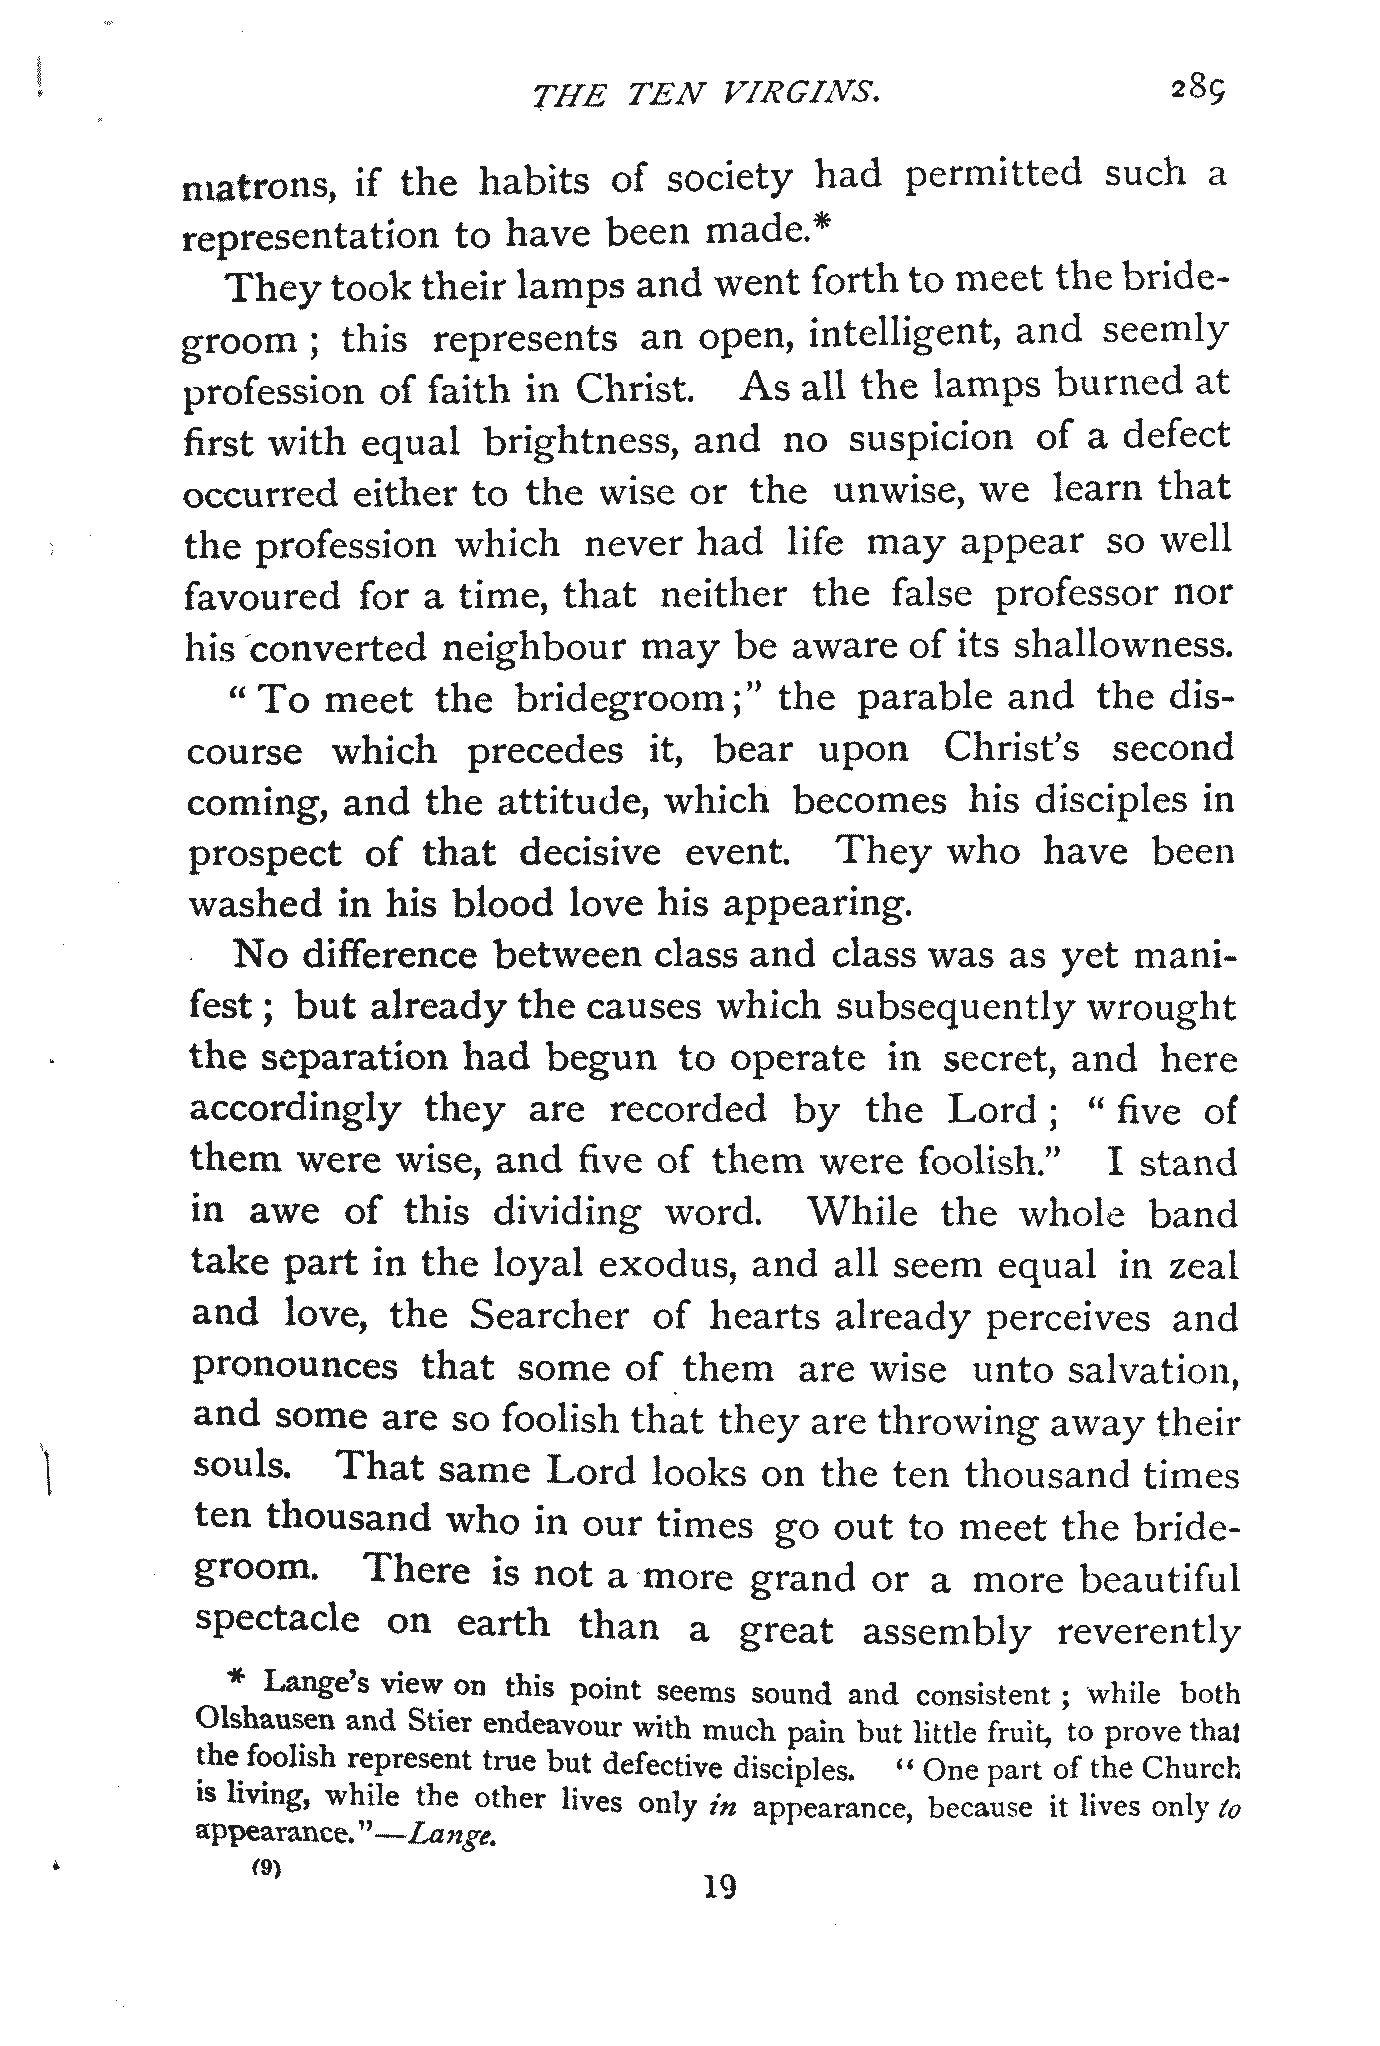 THE TEN VIRGINS. 289
matrons, if the habits of society had permitted such a
representation to have been made.*
They took their lamps and went forth to meet the bride-
groom ; this represents an open, intelligent, and seemly
profession of faith in Christ. As all the lamps burned at
first with equal brightness, and no suspicion of a defect
occurred either to the wise or the unwise, we learn that
the profession which never had life may appear so well
favoured for a time, that neither the false professor nor
his converted neighbour may be aware of its shallowness.
" To meet the bridegroom ;" the parable and the dis-
course which precedes it, bear upon Christ's second
coming, and the attitude, which becomes his disciples in
prospect of that decisive event. They who have been
washed in his blood love his appearing.
No difference between class and class was as yet mani-
fest ; but already the causes which subsequently wrought
the separation had begun to operate in secret, and here
accordingly they are recorded by the Lord ; " five of
them were wise, and five of them were foolish." I stand
in awe of this dividing word. While the whole band
take part in the loyal exodus, and all seem equal in zeal
and love, the Searcher of hearts already perceives and
pronounces that some of them are wise unto salvation,
and some are so foolish that they are throwing away their
souls. That same Lord looks on the ten thousand times
ten thousand who in our times go out to meet the bride-
groom. There is not a more grand or a more beautiful
spectacle on earth than a great assembly reverently
* Lange's view on this point seems sound and consistent ; while both
Olshausen and Stier endeavour with much pain but little fruit, to prove that
the foolish represent true but defective disciples. " One part of the Church
is living, while the other lives only in appearance, because it lives only to
appearance."—Lange.
(9)
19